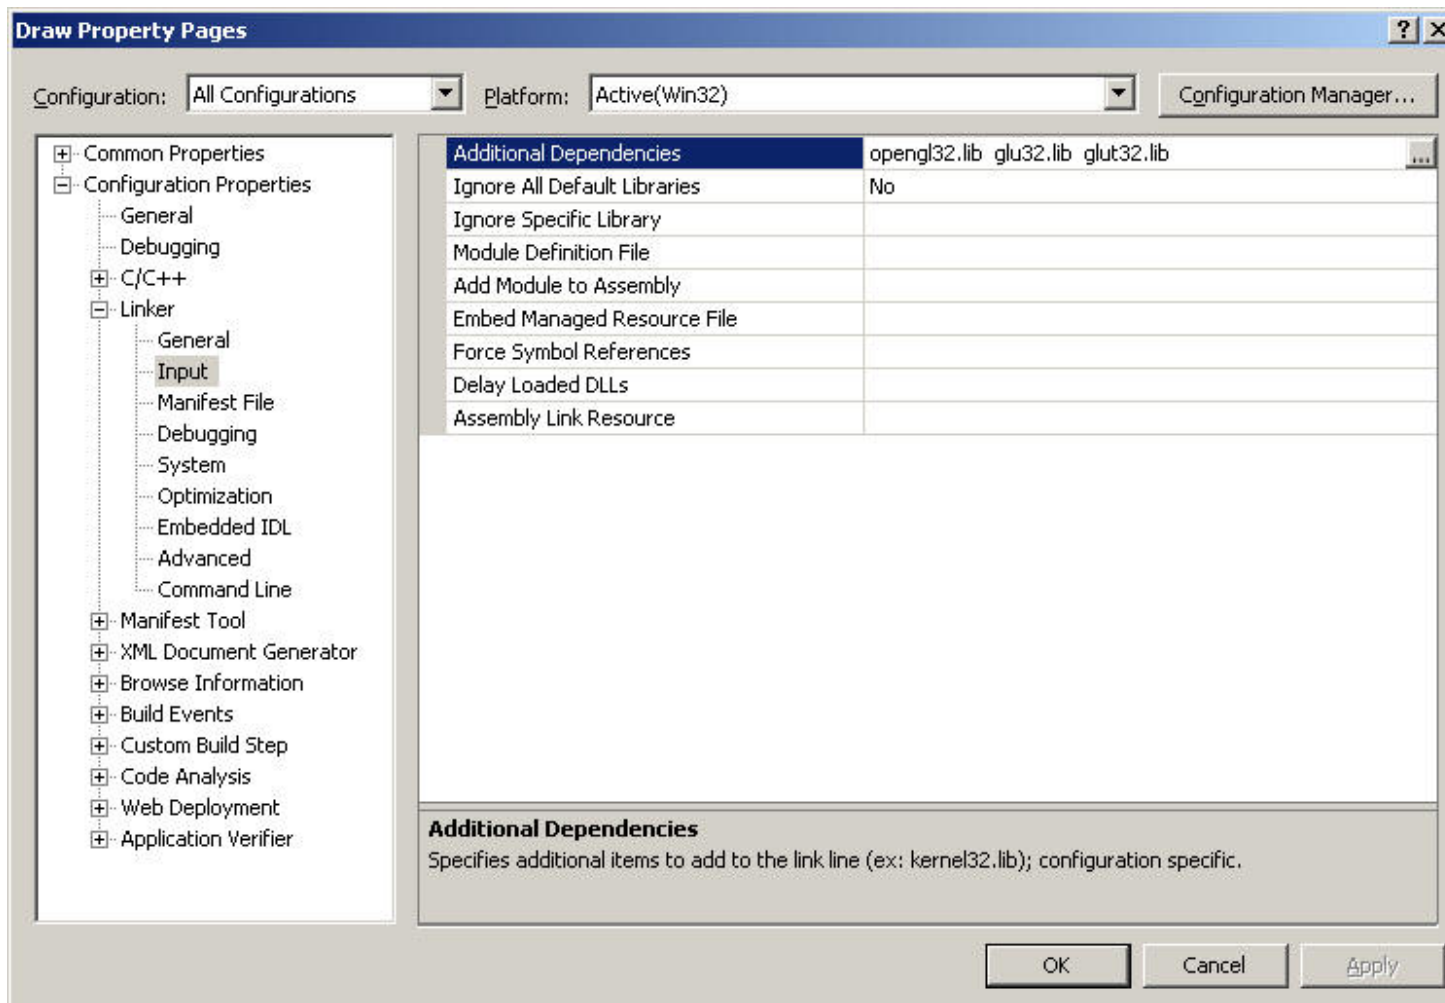 Draw Property Pages
Configuration: All Configurations Platform: Active(Win32) Configuration Manager...
Common Properties
Configuration Properties
General
Debugging
C/C++
Linker
General
Input
Manifest File
Debugging
System
Optimization
Embedded IDL
Advanced
Command Line
Manifest Tool
XML Document Generator
Browse Information
Build Events
Custom Build Step
Code Analysis
Web Deployment
Application Verifier
Additional Dependencies opengl32.lib glu32.lib glut32.lib ...
Ignore All Default Libraries No
Ignore Specific Library
Module Definition File
Add Module to Assembly
Embed Managed Resource File
Force Symbol References
Delay Loaded DLLs
Assembly Link Resource
Additional Dependencies
Specifies additional items to add to the link line (ex: kernel32.lib); configuration specific.
OK Cancel Apply